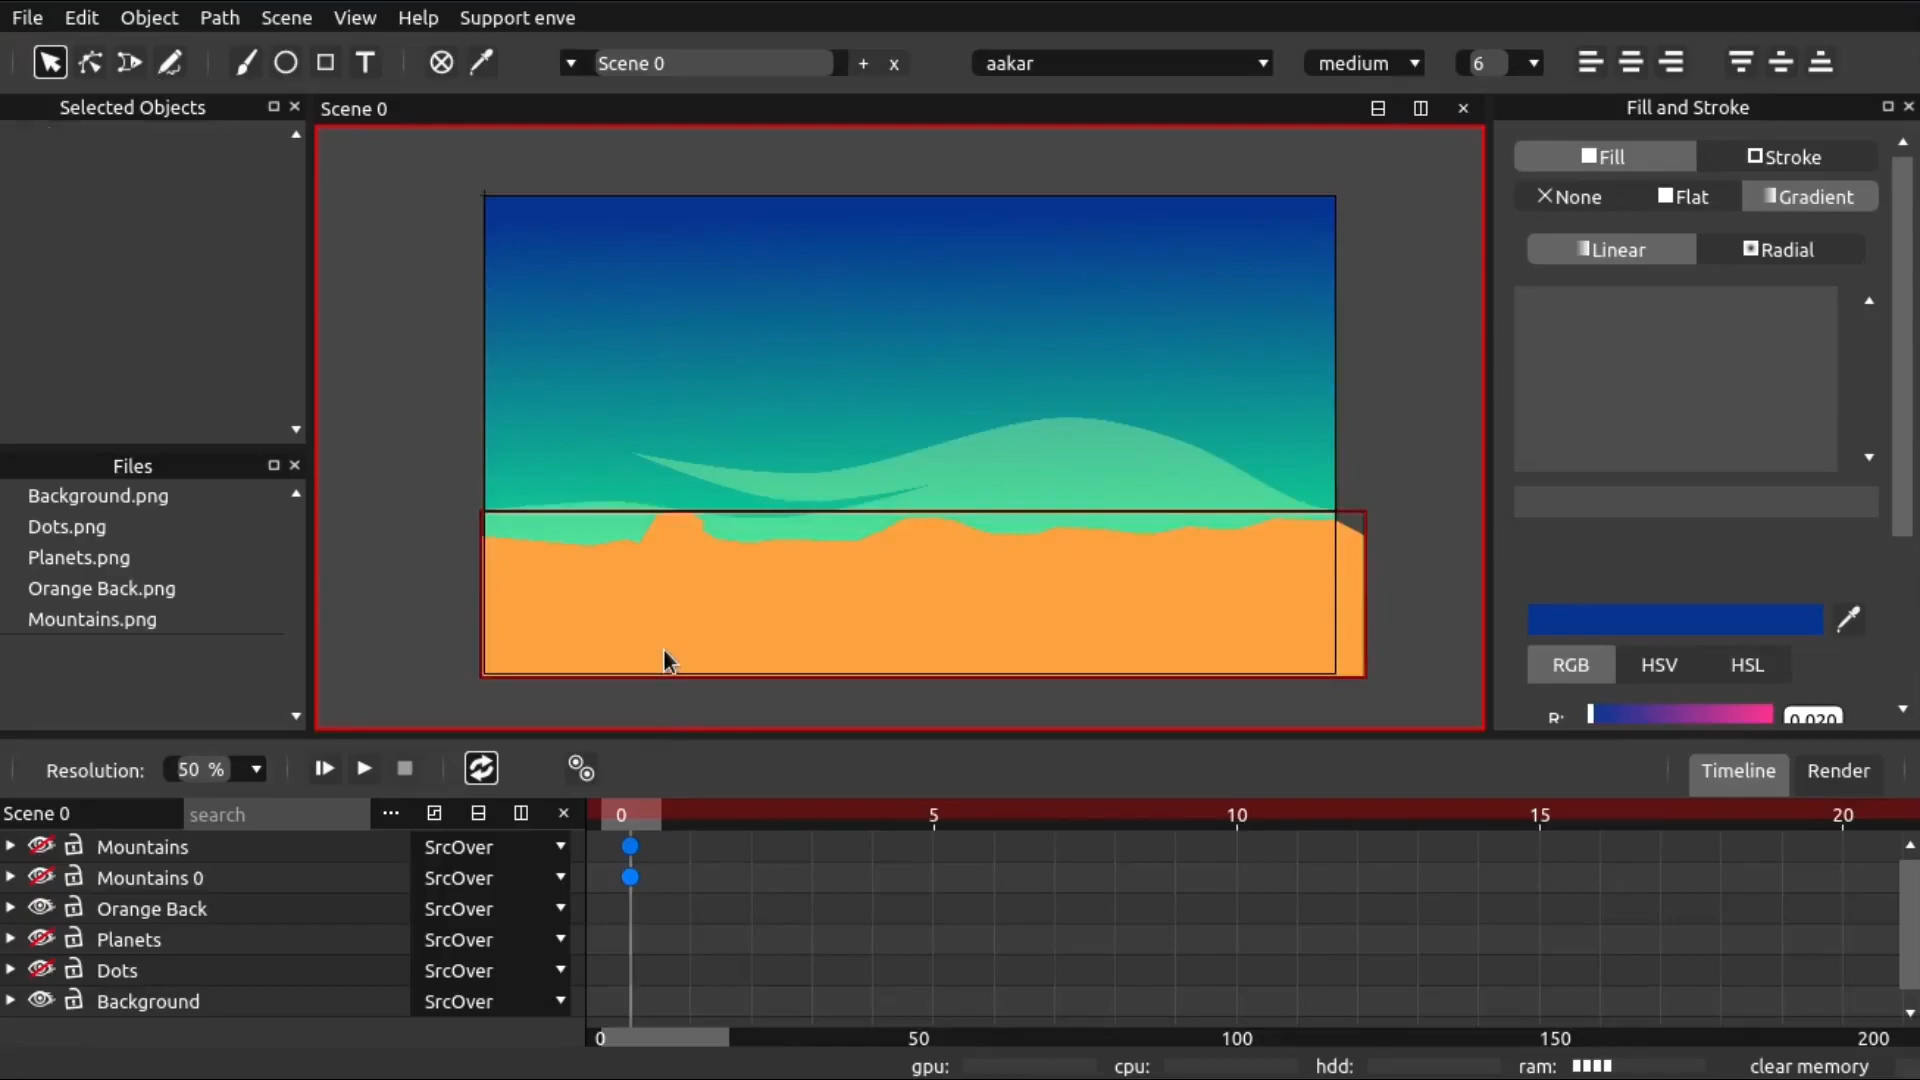 File Edit Object Path Scene View Help Support enve
Scene 0 + x aakar medium 6
Selected Objects
Scene 0
Fill and Stroke
Fill Stroke
None Flat Gradient
Linear Radial
Files
Background.png
Dots.png
Planets.png
Orange Back.png
Mountains.png
RGB HSV HSL
R: 0.020
Resolution: 50 % Timeline Render
Scene 0 search 0 5 10 15 20
Mountains SrcOver
Mountains 0 SrcOver
Orange Back SrcOver
Planets SrcOver
Dots SrcOver
Background SrcOver
0 50 100 150 200
gpu: cpu: hdd: ram: clear memory